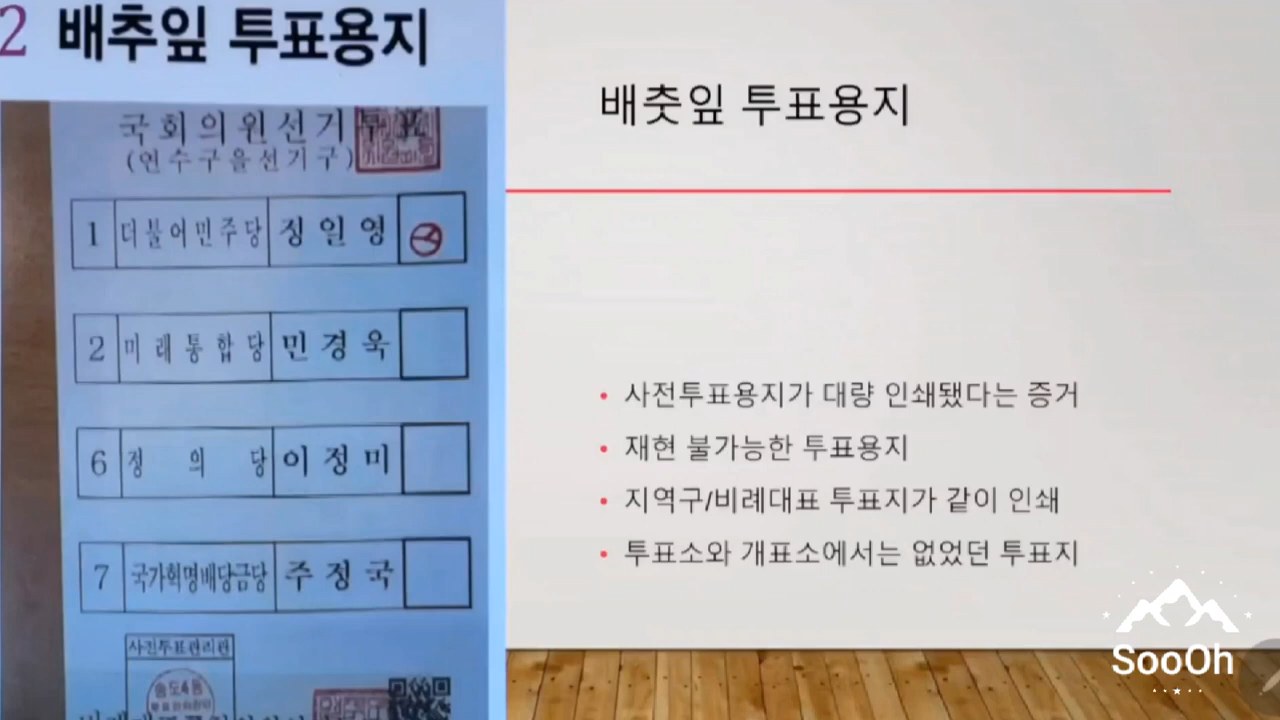 2 배추잎 투표용지
국회의원선거투표
(연수구을선기구)
1 더불어민주당 정일영
2 미래통합당 민경욱
6 정의당 이정미
7 국가혁명배당금당 주정국
사전투표관리관
송도4동
배춧잎 투표용지
• 사전투표용지가 대량 인쇄됐다는 증거
• 재현 불가능한 투표용지
• 지역구/비례대표 투표지가 같이 인쇄
• 투표소와 개표소에서는 없었던 투표지
SooOh